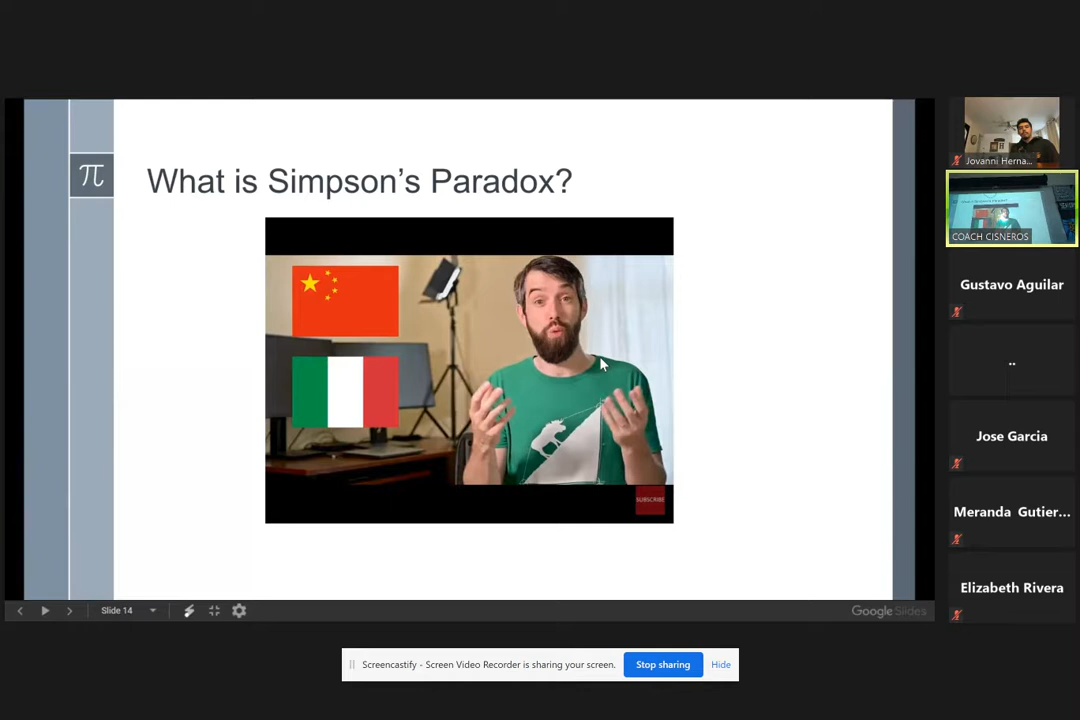 π
What is Simpson's Paradox?
SUBSCRIBE
Slide 14
Google Slides
Jovanni Herna...
COACH CISNEROS
Gustavo Aguilar
..
Jose Garcia
Meranda Gutier...
Elizabeth Rivera
Screencastify - Screen Video Recorder is sharing your screen.
Stop sharing
Hide